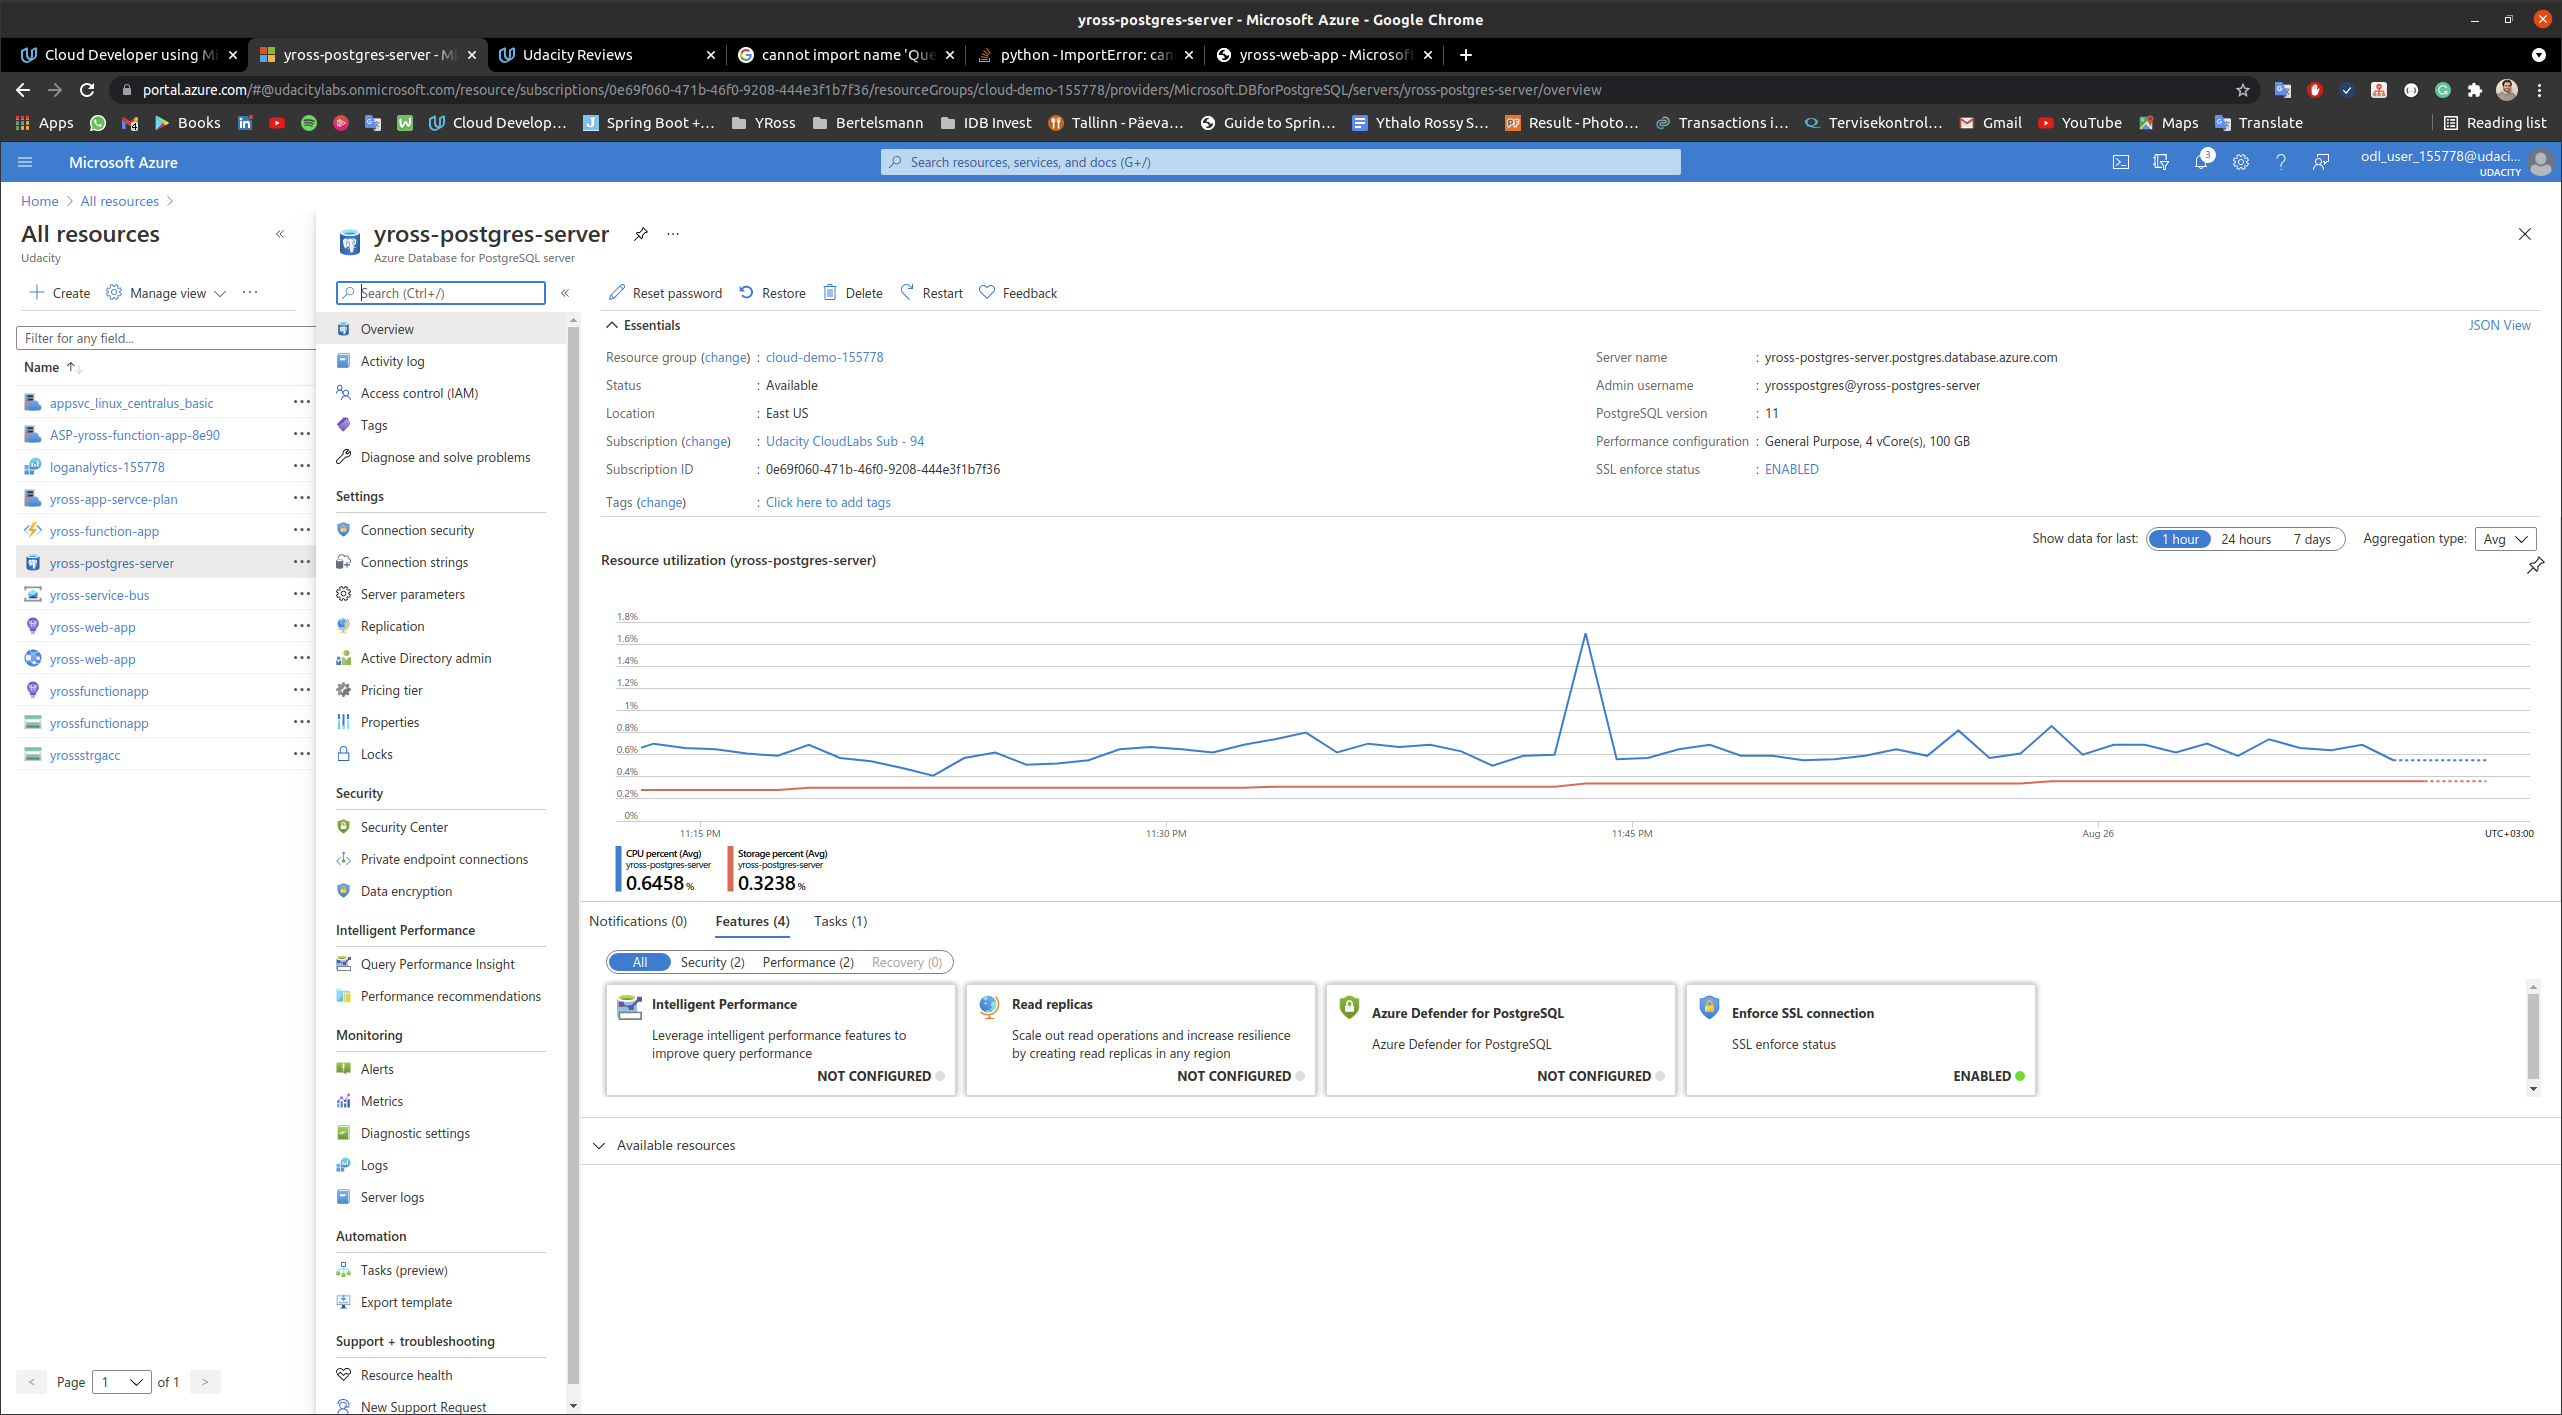 yross-postgres-server - Microsoft Azure - Google Chrome
Cloud Developer using Mi
yross-postgres-server - Mi
Udacity Reviews
cannot import name 'Que
python - ImportError: can
yross-web-app - Microsoft
portal.azure.com/#@udacitylabs.onmicrosoft.com/resource/subscriptions/0e69f060-471b-46f0-9208-444e3f1b7f36/resourceGroups/cloud-demo-155778/providers/Microsoft.DBforPostgreSQL/servers/yross-postgres-server/overview
Apps
Books
Cloud Develop...
Spring Boot +...
YRoss
Bertelsmann
IDB Invest
Tallinn - Päeva...
Guide to Sprin...
Ythalo Rossy S...
Result - Photo...
Transactions i...
Tervisekontrol...
Gmail
YouTube
Maps
Translate
Reading list
Microsoft Azure
Search resources, services, and docs (G+/)
3
odl_user_155778@udaci...
UDACITY
Home > All resources >
All resources
Udacity
Create
Manage view
Filter for any field...
Name
appsvc_linux_centralus_basic
ASP-yross-function-app-8e90
loganalytics-155778
yross-app-servce-plan
yross-function-app
yross-postgres-server
yross-service-bus
yross-web-app
yross-web-app
yrossfunctionapp
yrossfunctionapp
yrossstrgacc
< Page 1 of 1 >
yross-postgres-server
Azure Database for PostgreSQL server
Search (Ctrl+/)
Overview
Activity log
Access control (IAM)
Tags
Diagnose and solve problems
Settings
Connection security
Connection strings
Server parameters
Replication
Active Directory admin
Pricing tier
Properties
Locks
Security
Security Center
Private endpoint connections
Data encryption
Intelligent Performance
Query Performance Insight
Performance recommendations
Monitoring
Alerts
Metrics
Diagnostic settings
Logs
Server logs
Automation
Tasks (preview)
Export template
Support + troubleshooting
Resource health
New Support Request
Reset password
Restore
Delete
Restart
Feedback
Essentials
JSON View
Resource group (change) : cloud-demo-155778
Status : Available
Location : East US
Subscription (change) : Udacity CloudLabs Sub - 94
Subscription ID : 0e69f060-471b-46f0-9208-444e3f1b7f36
Tags (change) : Click here to add tags
Server name : yross-postgres-server.postgres.database.azure.com
Admin username : yrosspostgres@yross-postgres-server
PostgreSQL version : 11
Performance configuration : General Purpose, 4 vCore(s), 100 GB
SSL enforce status : ENABLED
Show data for last: 1 hour 24 hours 7 days Aggregation type: Avg
Resource utilization (yross-postgres-server)
1.8%
1.6%
1.4%
1.2%
1%
0.8%
0.6%
0.4%
0.2%
0%
11:15 PM 11:30 PM 11:45 PM Aug 26 UTC+03:00
CPU percent (Avg)
yross-postgres-server
0.6458 %
Storage percent (Avg)
yross-postgres-server
0.3238 %
Notifications (0)
Features (4)
Tasks (1)
All
Security (2)
Performance (2)
Recovery (0)
Intelligent Performance
Leverage intelligent performance features to
improve query performance
NOT CONFIGURED
Read replicas
Scale out read operations and increase resilience
by creating read replicas in any region
NOT CONFIGURED
Azure Defender for PostgreSQL
Azure Defender for PostgreSQL
NOT CONFIGURED
Enforce SSL connection
SSL enforce status
ENABLED
Available resources